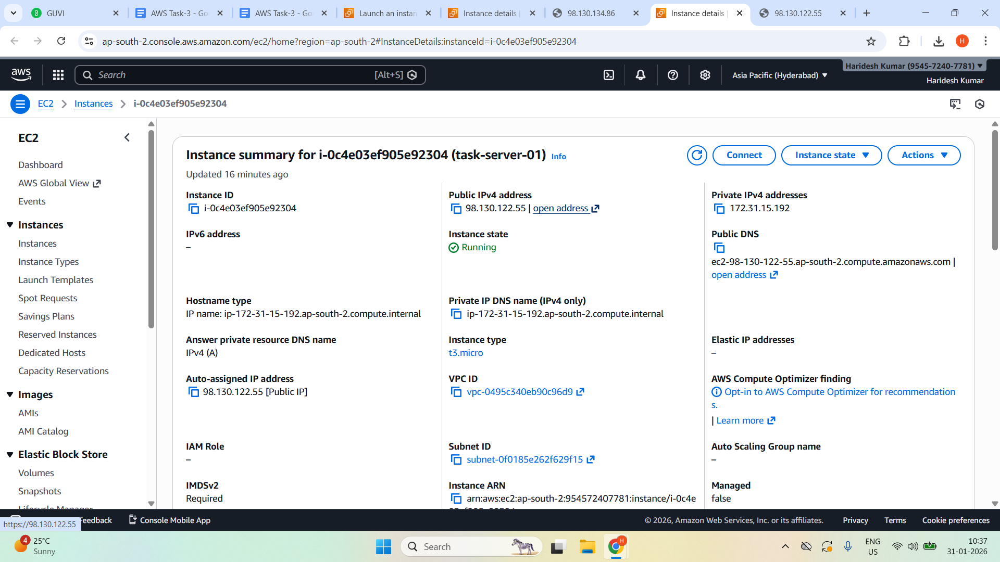 GUVI
AWS Task-3 - Go
AWS Task-3 - Go
Launch an instan
Instance details
98.130.134.86
Instance details
98.130.122.55
ap-south-2.console.aws.amazon.com/ec2/home?region=ap-south-2#InstanceDetails:instanceId=i-0c4e03ef905e92304
H
aws
Search
[Alt+S]
Asia Pacific (Hyderabad)
Haridesh Kumar (9545-7240-7781)
Haridesh Kumar
EC2
Instances
i-0c4e03ef905e92304
EC2
Dashboard
AWS Global View
Events
Instances
Instances
Instance Types
Launch Templates
Spot Requests
Savings Plans
Reserved Instances
Dedicated Hosts
Capacity Reservations
Images
AMIs
AMI Catalog
Elastic Block Store
Volumes
Snapshots
Lifecycle Manager
Instance summary for i-0c4e03ef905e92304 (task-server-01) Info
Updated 16 minutes ago
Connect
Instance state
Actions
Instance ID
i-0c4e03ef905e92304
Public IPv4 address
98.130.122.55 | open address
Private IPv4 addresses
172.31.15.192
IPv6 address
–
Instance state
Running
Public DNS
ec2-98-130-122-55.ap-south-2.compute.amazonaws.com |
open address
Hostname type
IP name: ip-172-31-15-192.ap-south-2.compute.internal
Private IP DNS name (IPv4 only)
ip-172-31-15-192.ap-south-2.compute.internal
Answer private resource DNS name
IPv4 (A)
Instance type
t3.micro
Elastic IP addresses
–
Auto-assigned IP address
98.130.122.55 [Public IP]
VPC ID
vpc-0495c340eb90c96d9
AWS Compute Optimizer finding
Opt-in to AWS Compute Optimizer for recommendation
s.
| Learn more
IAM Role
–
Subnet ID
subnet-0f0185e262f629f15
Auto Scaling Group name
–
IMDSv2
Required
Instance ARN
arn:aws:ec2:ap-south-2:954572407781:instance/i-0c4e
Managed
false
https://98.130.122.55
Feedback
Console Mobile App
© 2026, Amazon Web Services, Inc. or its affiliates.
Privacy
Terms
Cookie preferences
4
25°C
Sunny
Search
H
ENG
US
10:37
31-01-2026